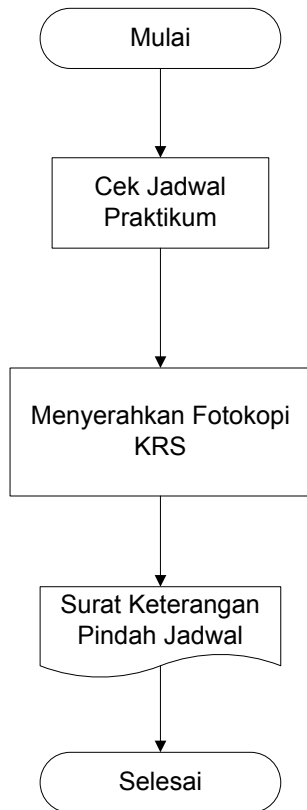 Mulai
Cek Jadwal
Praktikum
Menyerahkan Fotokopi
KRS
Surat Keterangan
Pindah Jadwal
Selesai